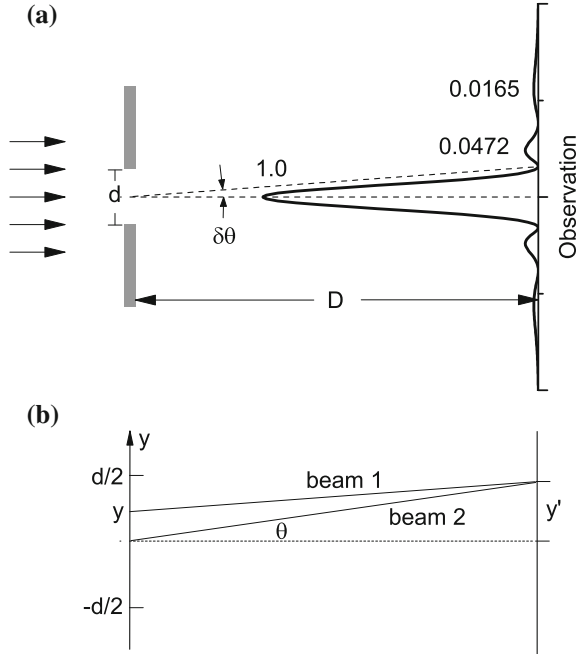 (a)
0.0165
0.0472
1.0
d
δθ
D
Observation
(b)
y
d/2
beam 1
y
beam 2
y'
θ
-d/2